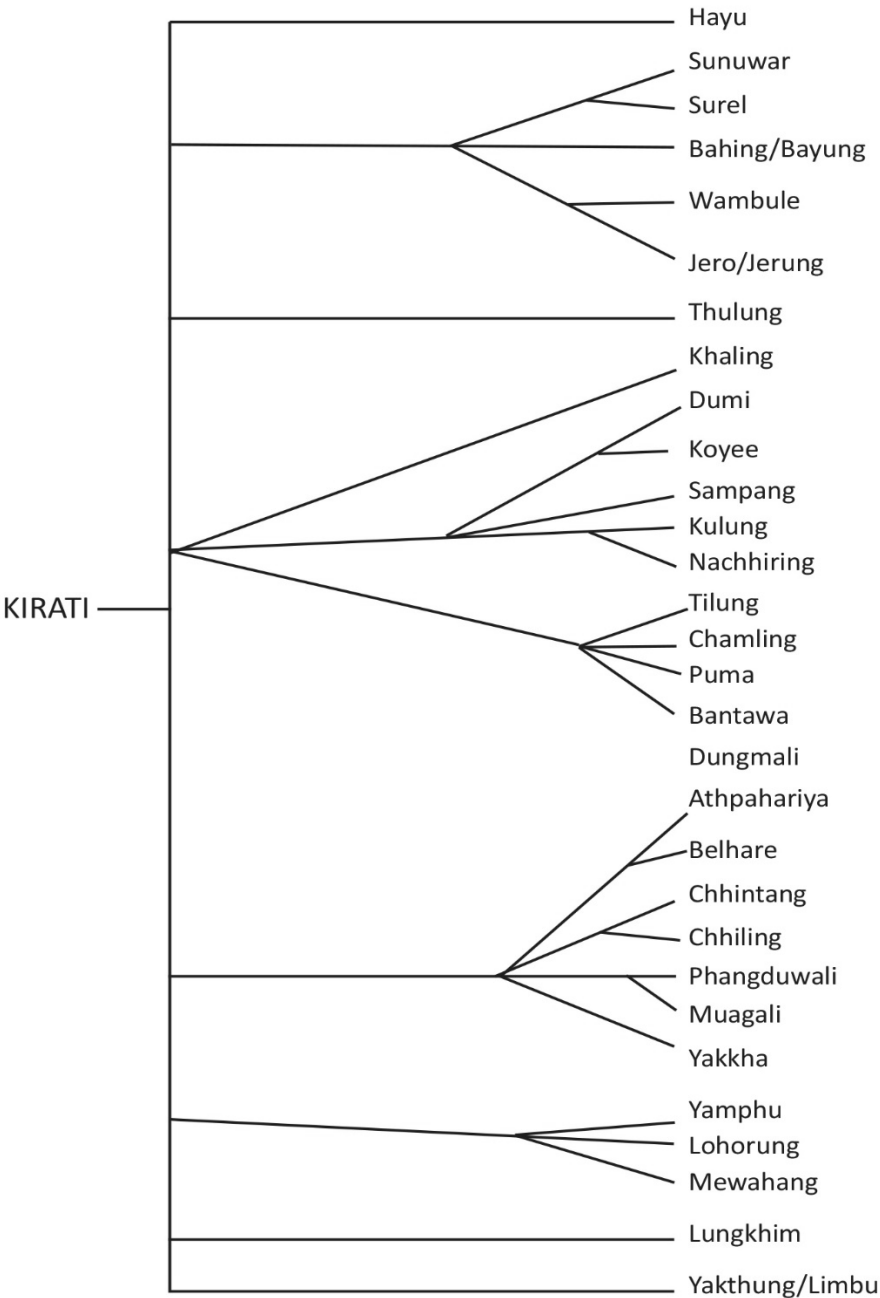 Hayu
Sunuwar
Surel
Bahing/Bayung
Wambule
Jero/Jerung
Thulung
Khaling
Dumi
Koyee
Sampang
Kulung
Nachhiring
KIRATI
Tilung
Chamling
Puma
Bantawa
Dungmali
Athpahariya
Belhare
Chhintang
Chhiling
Phangduwali
Muagali
Yakkha
Yamphu
Lohorung
Mewahang
Lungkhim
Yakthung/Limbu